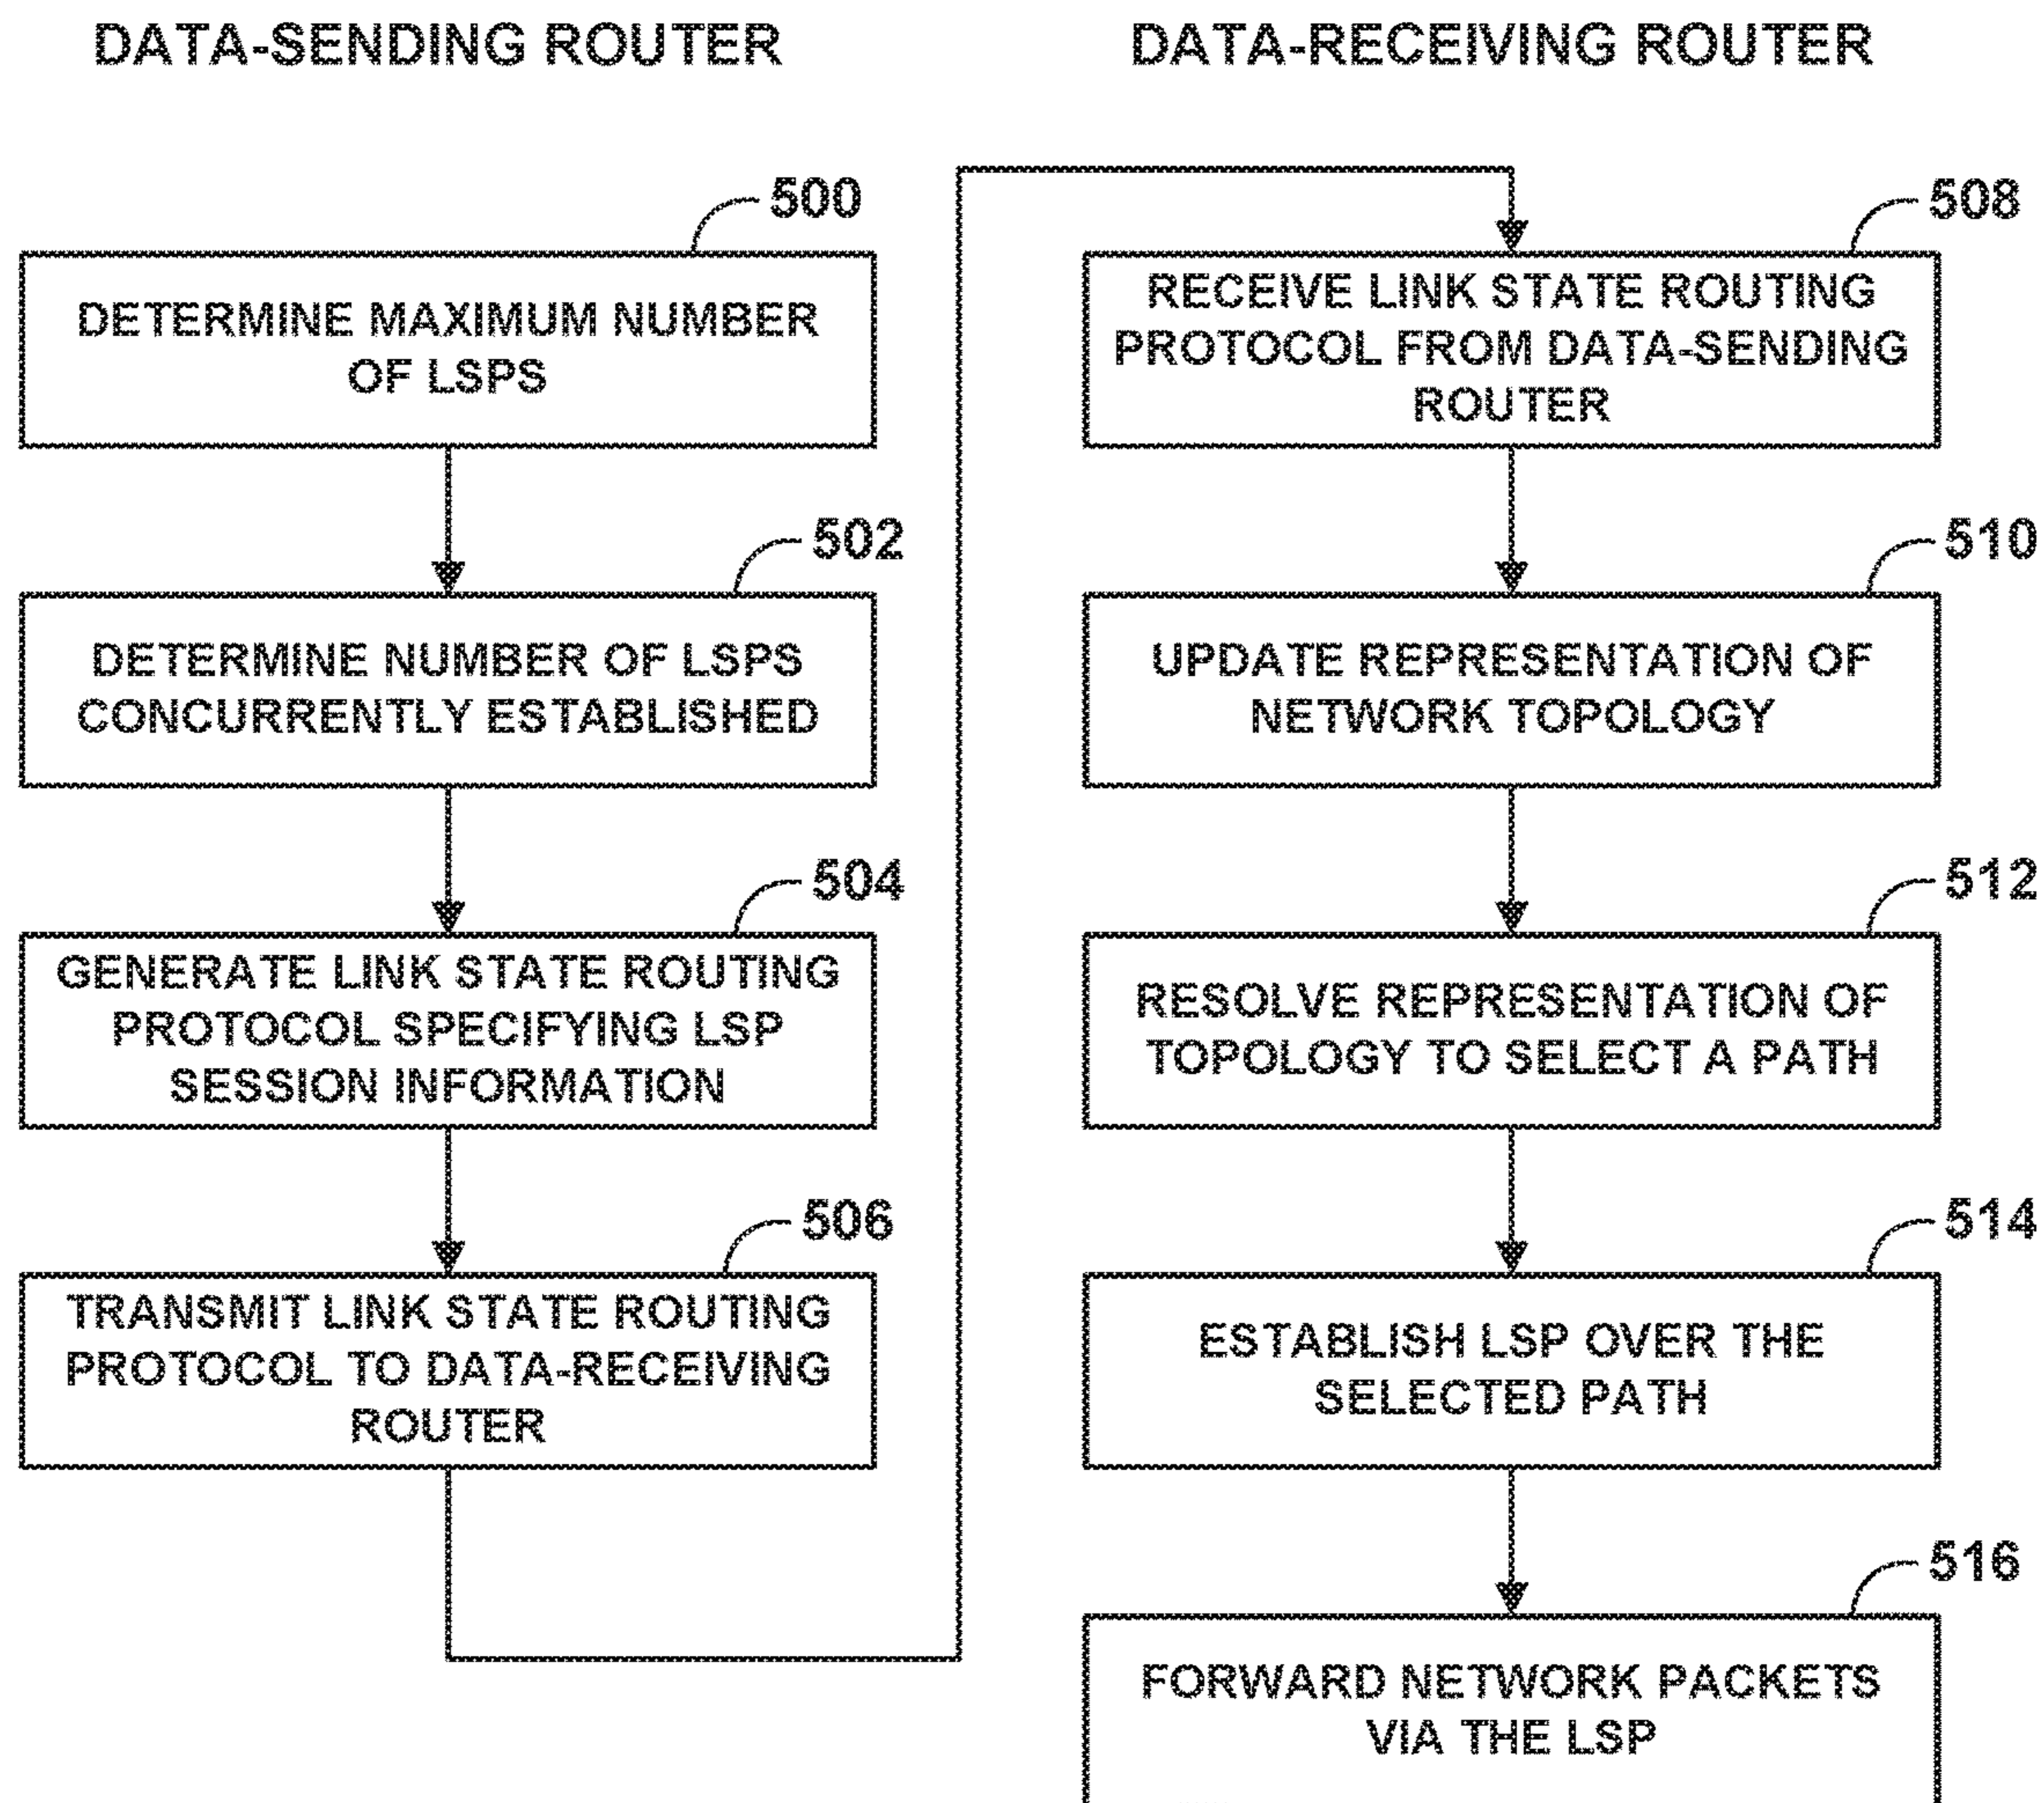 DATA-SENDING ROUTER
500
DETERMINE MAXIMUM NUMBER
OF LSPS
502
DETERMINE NUMBER OF LSPS
CONCURRENTLY ESTABLISHED
504
GENERATE LINK STATE ROUTING
PROTOCOL SPECIFYING LSP
SESSION INFORMATION
506
TRANSMIT LINK STATE ROUTING
PROTOCOL TO DATA-RECEIVING
ROUTER
DATA-RECEIVING ROUTER
508
RECEIVE LINK STATE ROUTING
PROTOCOL FROM DATA-SENDING
ROUTER
510
UPDATE REPRESENTATION OF
NETWORK TOPOLOGY
512
RESOLVE REPRESENTATION OF
TOPOLOGY TO SELECT A PATH
514
ESTABLISH LSP OVER THE
SELECTED PATH
516
FORWARD NETWORK PACKETS
VIA THE LSP